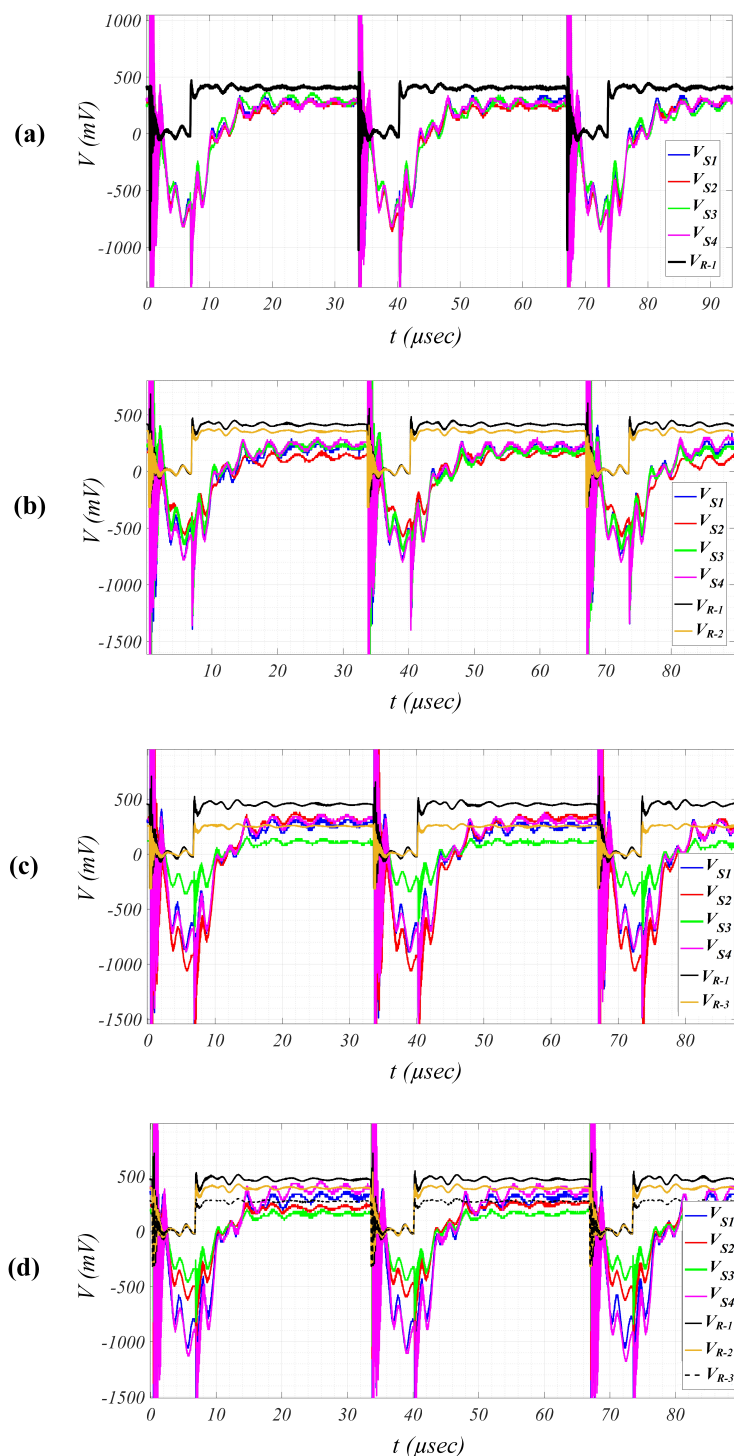 1000
500
0
-500
-1000
V (mV)
(a)
V_S1
V_S2
V_S3
V_S4
V_R-1
0 10 20 30 40 50 60 70 80 90
t (μsec)
500
0
-500
-1000
-1500
V (mV)
(b)
V_S1
V_S2
V_S3
V_S4
V_R-1
V_R-2
10 20 30 40 50 60 70 80
0
t (μsec)
500
0
-500
-1000
-1500
V (mV)
(c)
V_S1
V_S2
V_S3
V_S4
V_R-1
V_R-3
0 10 20 30 40 50 60 70 80
t (μsec)
500
0
-500
-1000
-1500
V (mV)
(d)
V_S1
V_S2
V_S3
V_S4
V_R-1
V_R-2
V_R-3
0 10 20 30 40 50 60 70 80
t (μsec)